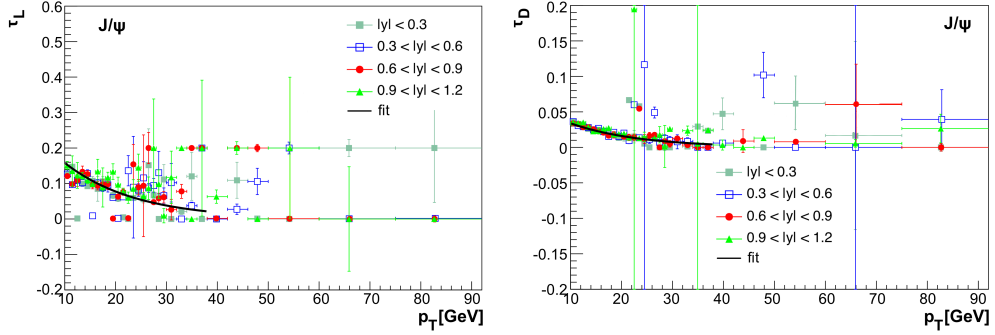 τL
0.6
0.5
0.4
0.3
0.2
0.1
0
-0.1
-0.2
J/ψ
|y| < 0.3
0.3 < |y| < 0.6
0.6 < |y| < 0.9
0.9 < |y| < 1.2
fit
10 20 30 40 50 60 70 80 90
pT[GeV]
τD
0.2
0.15
0.1
0.05
0
-0.05
-0.1
-0.15
-0.2
J/ψ
|y| < 0.3
0.3 < |y| < 0.6
0.6 < |y| < 0.9
0.9 < |y| < 1.2
fit
10 20 30 40 50 60 70 80 90
pT[GeV]